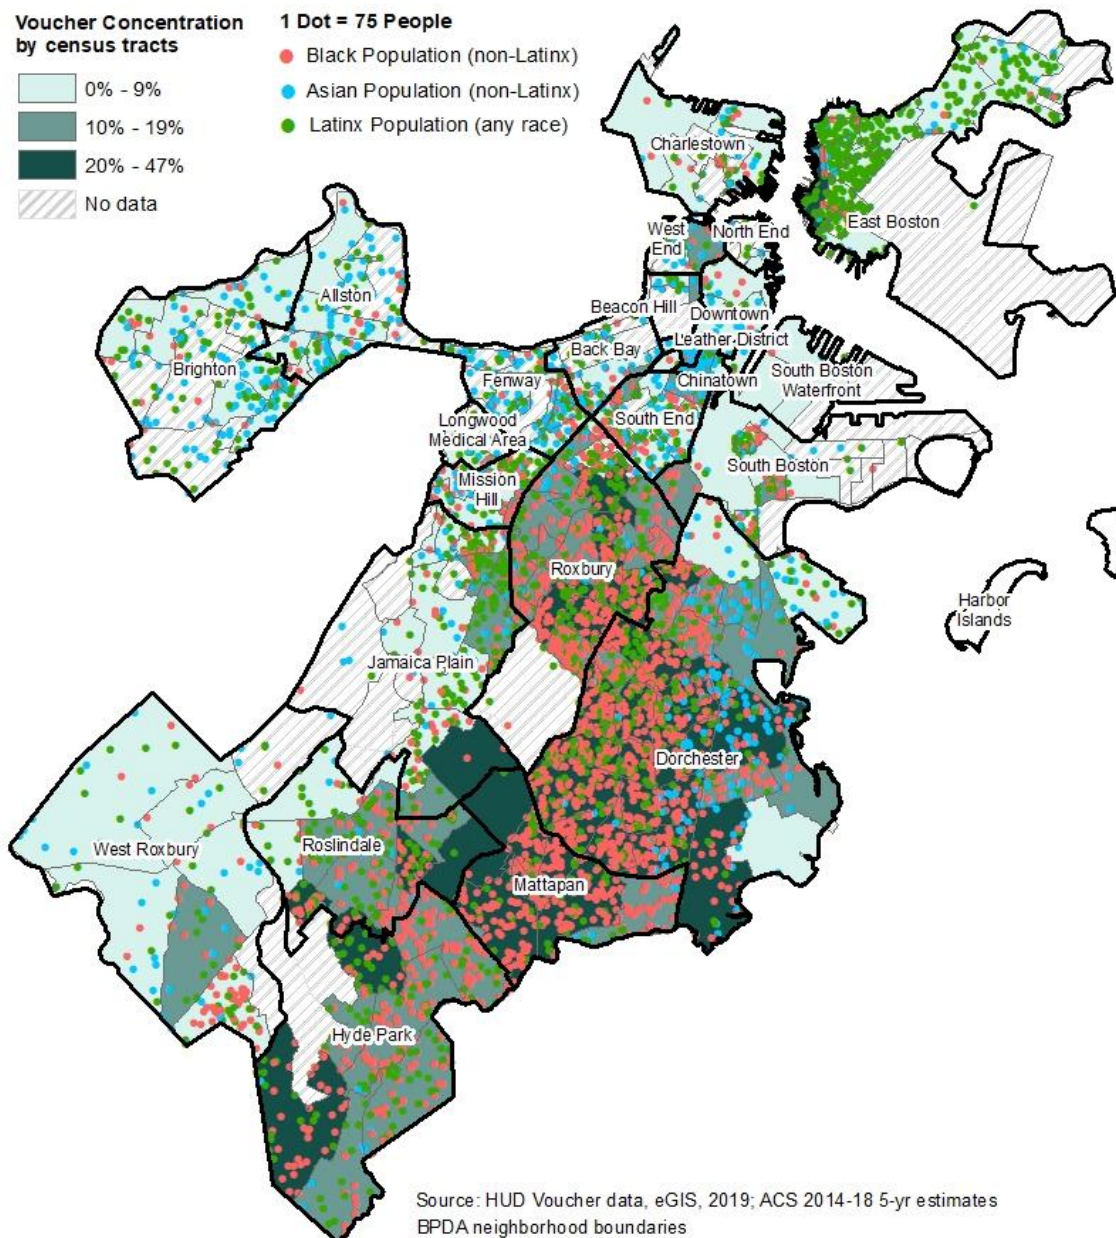 Voucher Concentration
by census tracts
0% - 9%
10% - 19%
20% - 47%
No data
1 Dot = 75 People
Black Population (non-Latinx)
Asian Population (non-Latinx)
Latinx Population (any race)
Charlestown
East Boston
West
End
North End
Allston
Beacon Hill
Downtown
Leather District
Back Bay
Brighton
Fenway
Chinatown
South Boston
Waterfront
South End
Longwood
Medical Area
South Boston
Mission
Hill
Roxbury
Harbor
Islands
Jamaica Plain
Dorchester
West Roxbury
Roslindale
Mattapan
Hyde Park
Source: HUD Voucher data, eGIS, 2019; ACS 2014-18 5-yr estimates
BPDA neighborhood boundaries